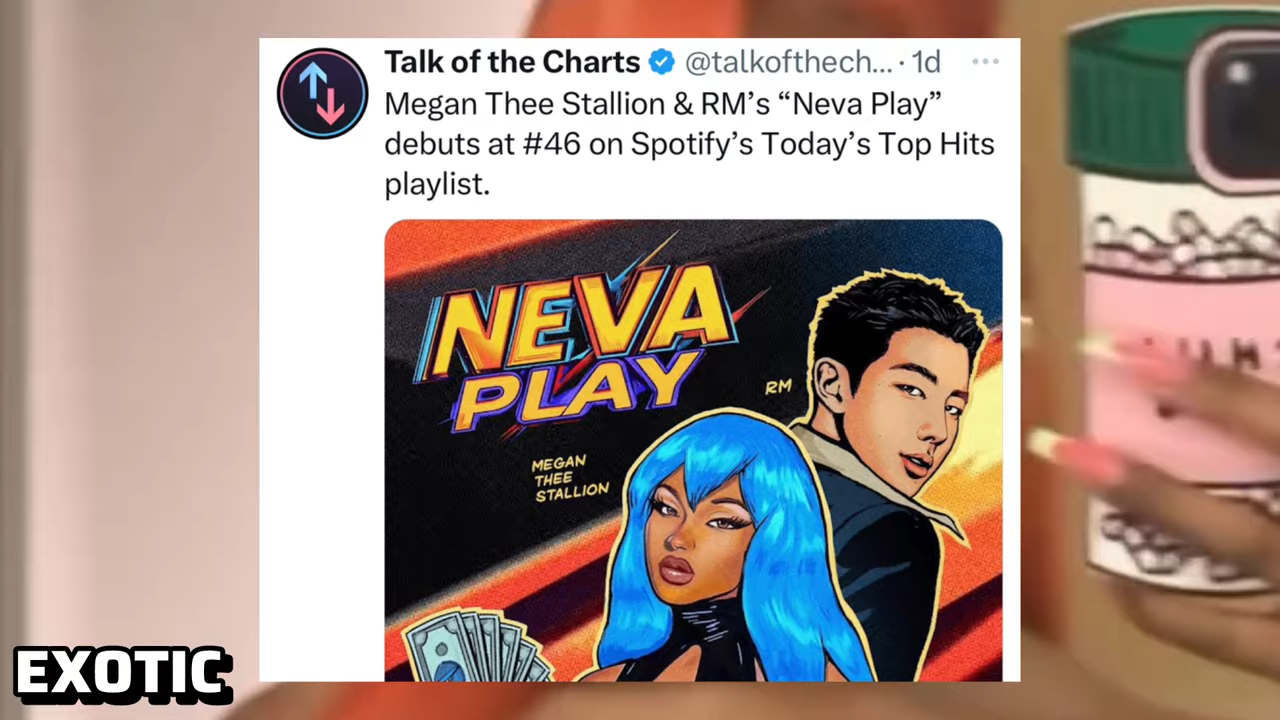 Talk of the Charts @talkofthech... · 1d
Megan Thee Stallion & RM's “Neva Play”
debuts at #46 on Spotify's Today's Top Hits
playlist.
NEVA
PLAY
RM
MEGAN
THEE
STALLION
EXOTIC